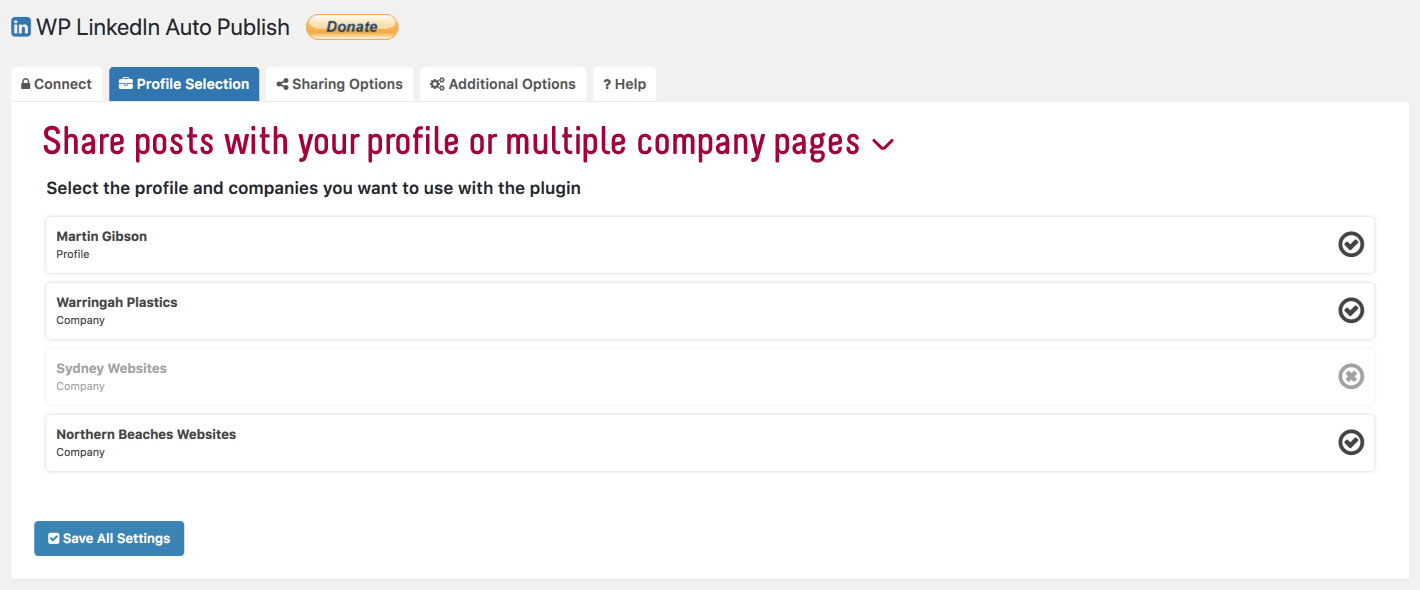 in WP LinkedIn Auto Publish Donate
Connect Profile Selection Sharing Options Additional Options ? Help
Share posts with your profile or multiple company pages
Select the profile and companies you want to use with the plugin
Martin Gibson
Profile
Warringah Plastics
Company
Sydney Websites
Company
Northern Beaches Websites
Company
Save All Settings